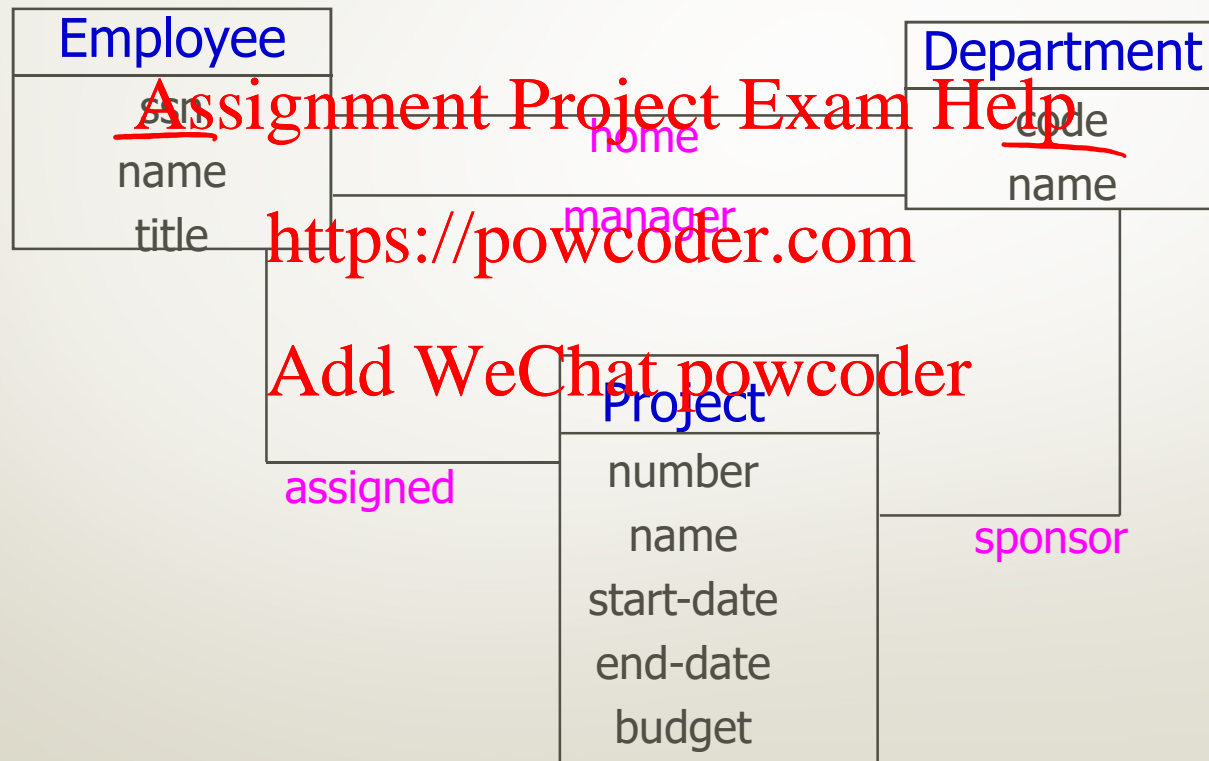 Employee
Department
Assignment Project Exam Help
ssn
code
home
name
name
manager
title
https://powcoder.com
Add WeChat powcoder
Project
number
assigned
name
sponsor
start-date
end-date
budget